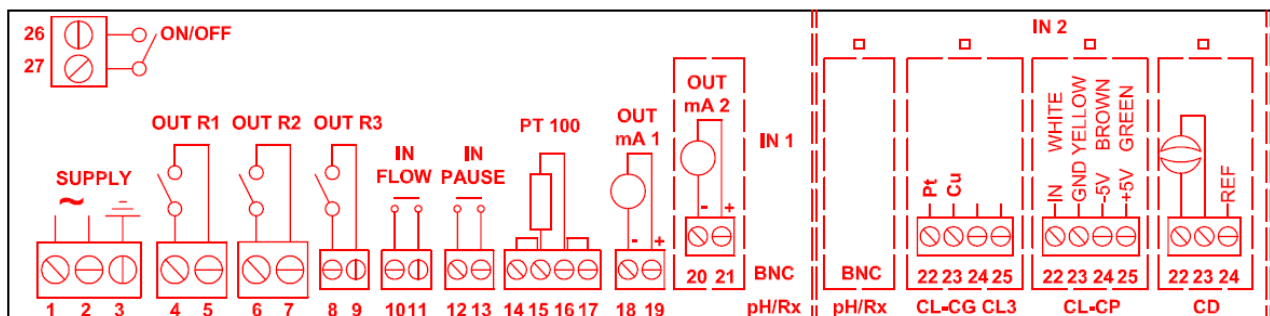 26
27
ON/OFF
IN 2
OUT R1
OUT R2
OUT R3
PT 100
OUT
mA 1
OUT
mA 2
IN 1
SUPPLY
~
IN
FLOW
IN
PAUSE
- +
- +
Pt
Cu
IN WHITE
GND YELLOW
-5V BROWN
+5V GREEN
REF
20 21
BNC
BNC
22 23 24 25
22 23 24 25
22 23 24
1 2 3 4 5 6 7 8 9 10 11 12 13 14 15 16 17 18 19
pH/Rx
pH/Rx
CL-CG CL3
CL-CP
CD